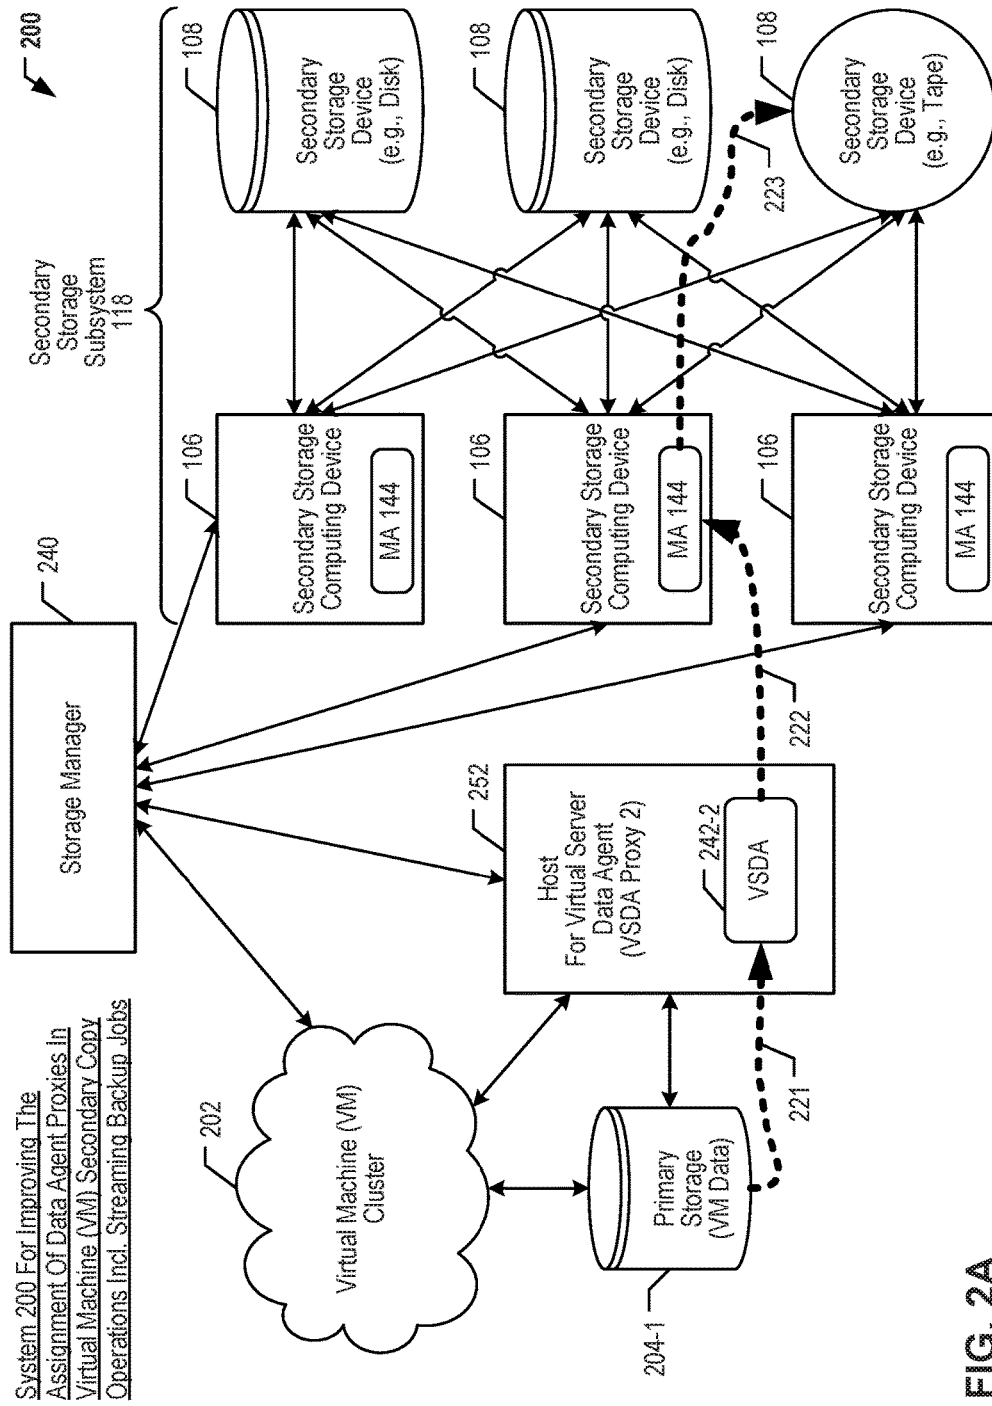 System 200 For Improving The
Assignment Of Data Agent Proxies In
Virtual Machine (VM) Secondary Copy
Operations Incl. Streaming Backup Jobs
200
Storage Manager
240
Secondary
Storage
Subsystem
118
202
Virtual Machine (VM)
Cluster
Primary
Storage
(VM Data)
204-1
252
Host
For Virtual Server
Data Agent
(VSDA Proxy 2)
242-2
VSDA
221
222
223
106
Secondary Storage
Computing Device
MA 144
106
Secondary Storage
Computing Device
MA 144
106
Secondary Storage
Computing Device
MA 144
108
Secondary
Storage
Device
(e.g., Disk)
108
Secondary
Storage
Device
(e.g., Disk)
108
Secondary
Storage
Device
(e.g., Tape)
FIG. 2A